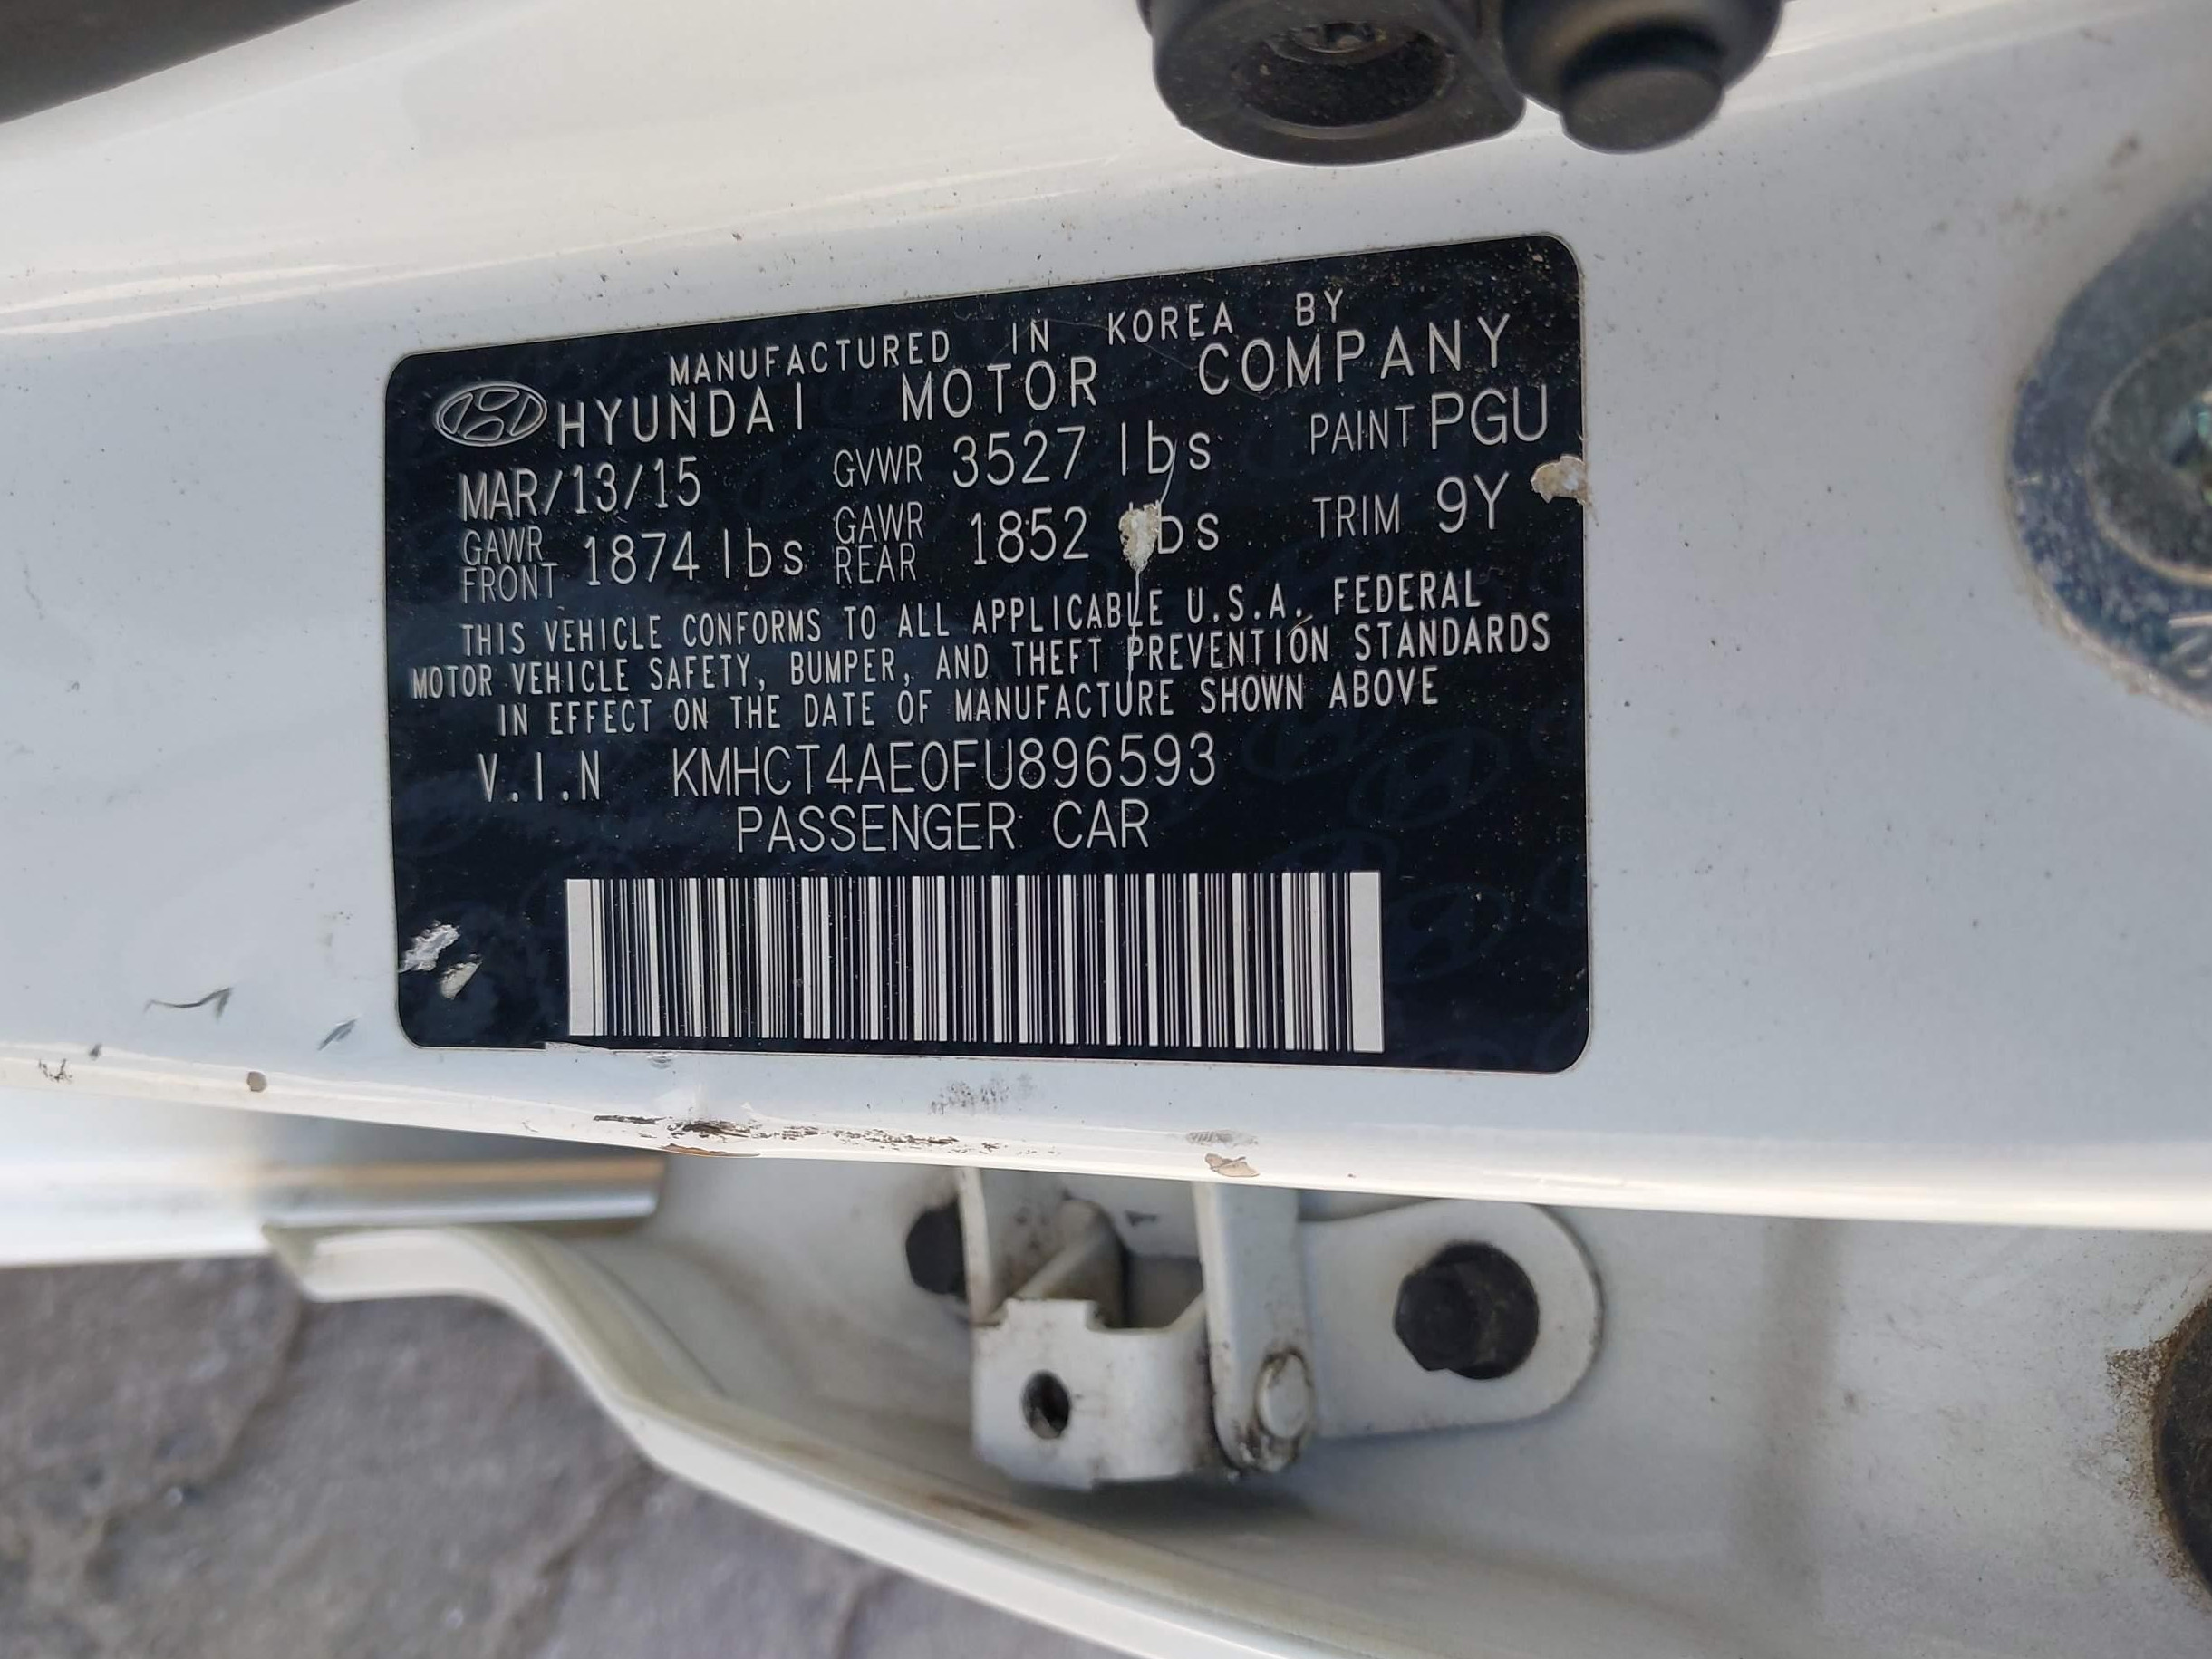 MANUFACTURED IN KOREA BY
HYUNDAI MOTOR COMPANY
MAR/13/15 GVWR 3527 lbs PAINT PGU
GAWR FRONT 1874 lbs GAWR REAR 1852 lbs TRIM 9Y
THIS VEHICLE CONFORMS TO ALL APPLICABLE U.S.A. FEDERAL
MOTOR VEHICLE SAFETY, BUMPER, AND THEFT PREVENTION STANDARDS
IN EFFECT ON THE DATE OF MANUFACTURE SHOWN ABOVE
V.I.N KMHCT4AE0FU896593
PASSENGER CAR